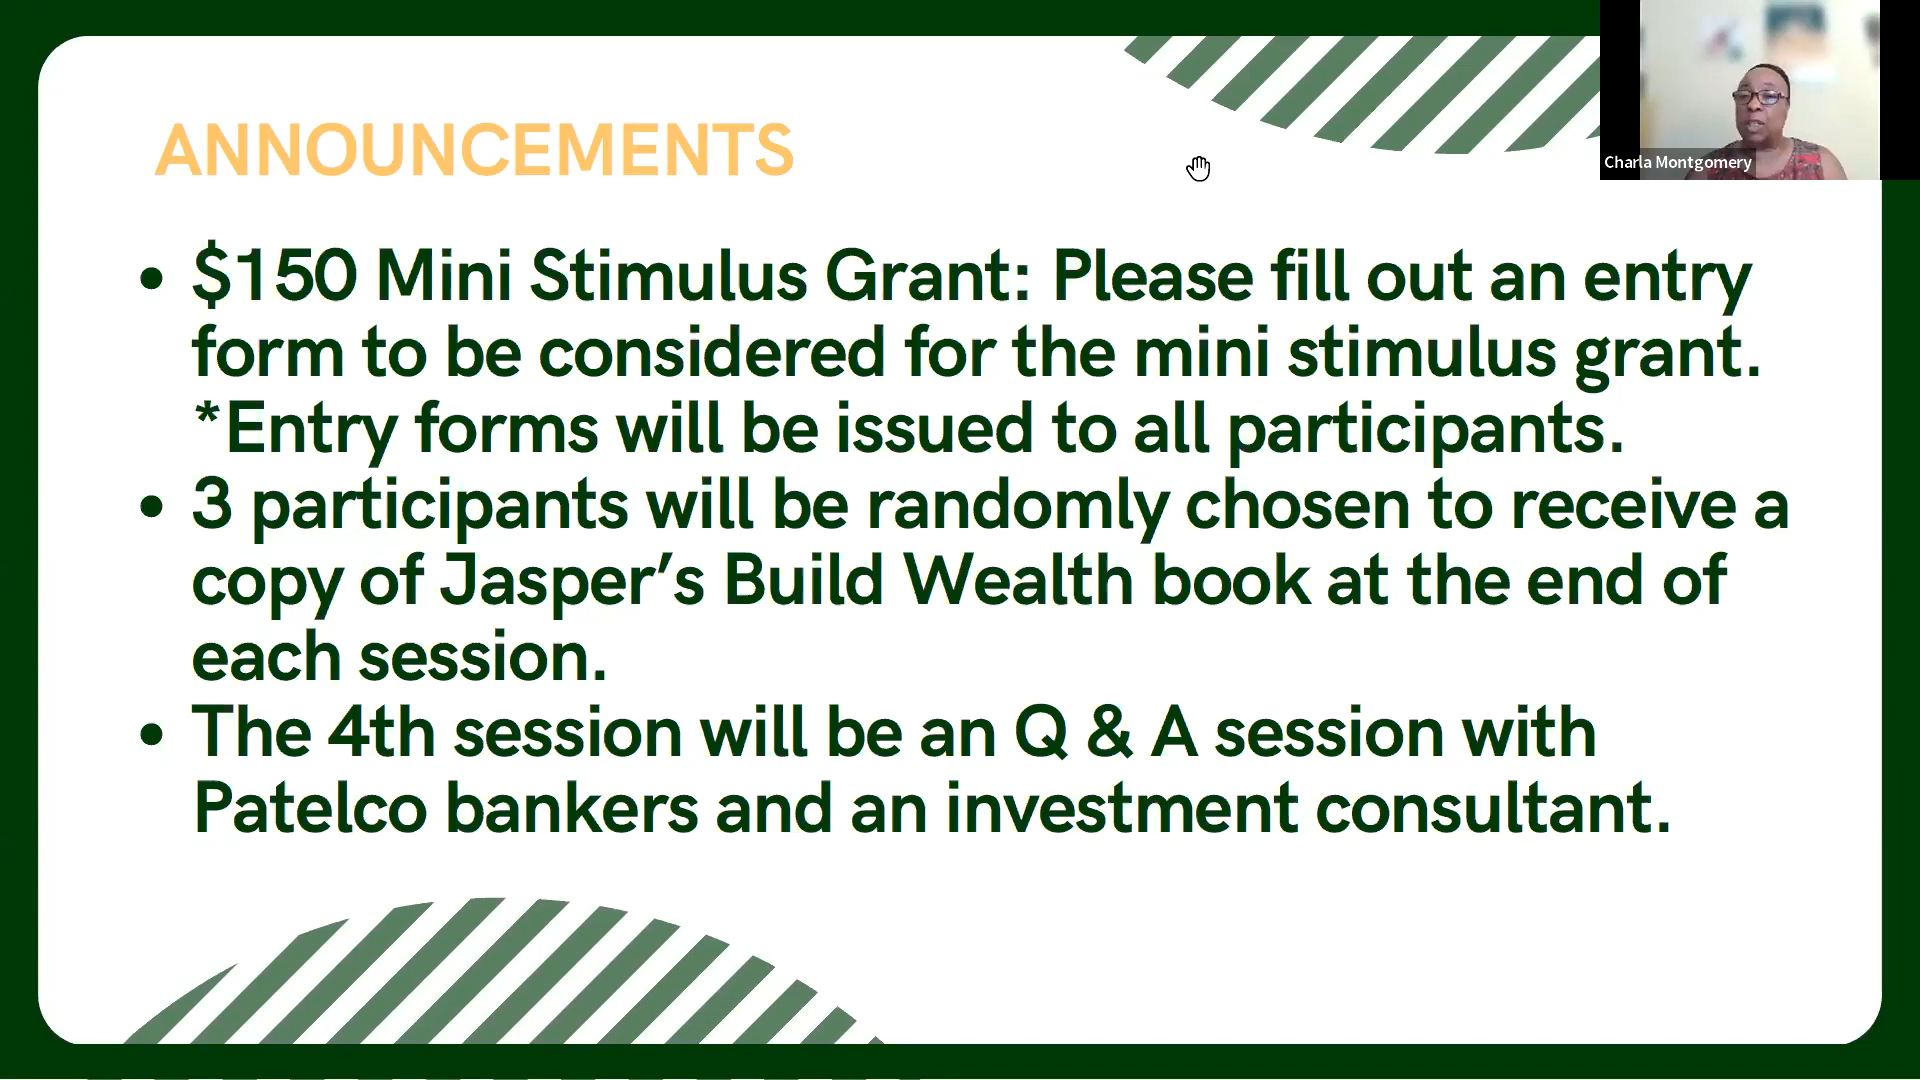 ANNOUNCEMENTS
Charla Montgomery
• $150 Mini Stimulus Grant: Please fill out an entry
form to be considered for the mini stimulus grant.
*Entry forms will be issued to all participants.
• 3 participants will be randomly chosen to receive a
copy of Jasper’s Build Wealth book at the end of
each session.
• The 4th session will be an Q & A session with
Patelco bankers and an investment consultant.